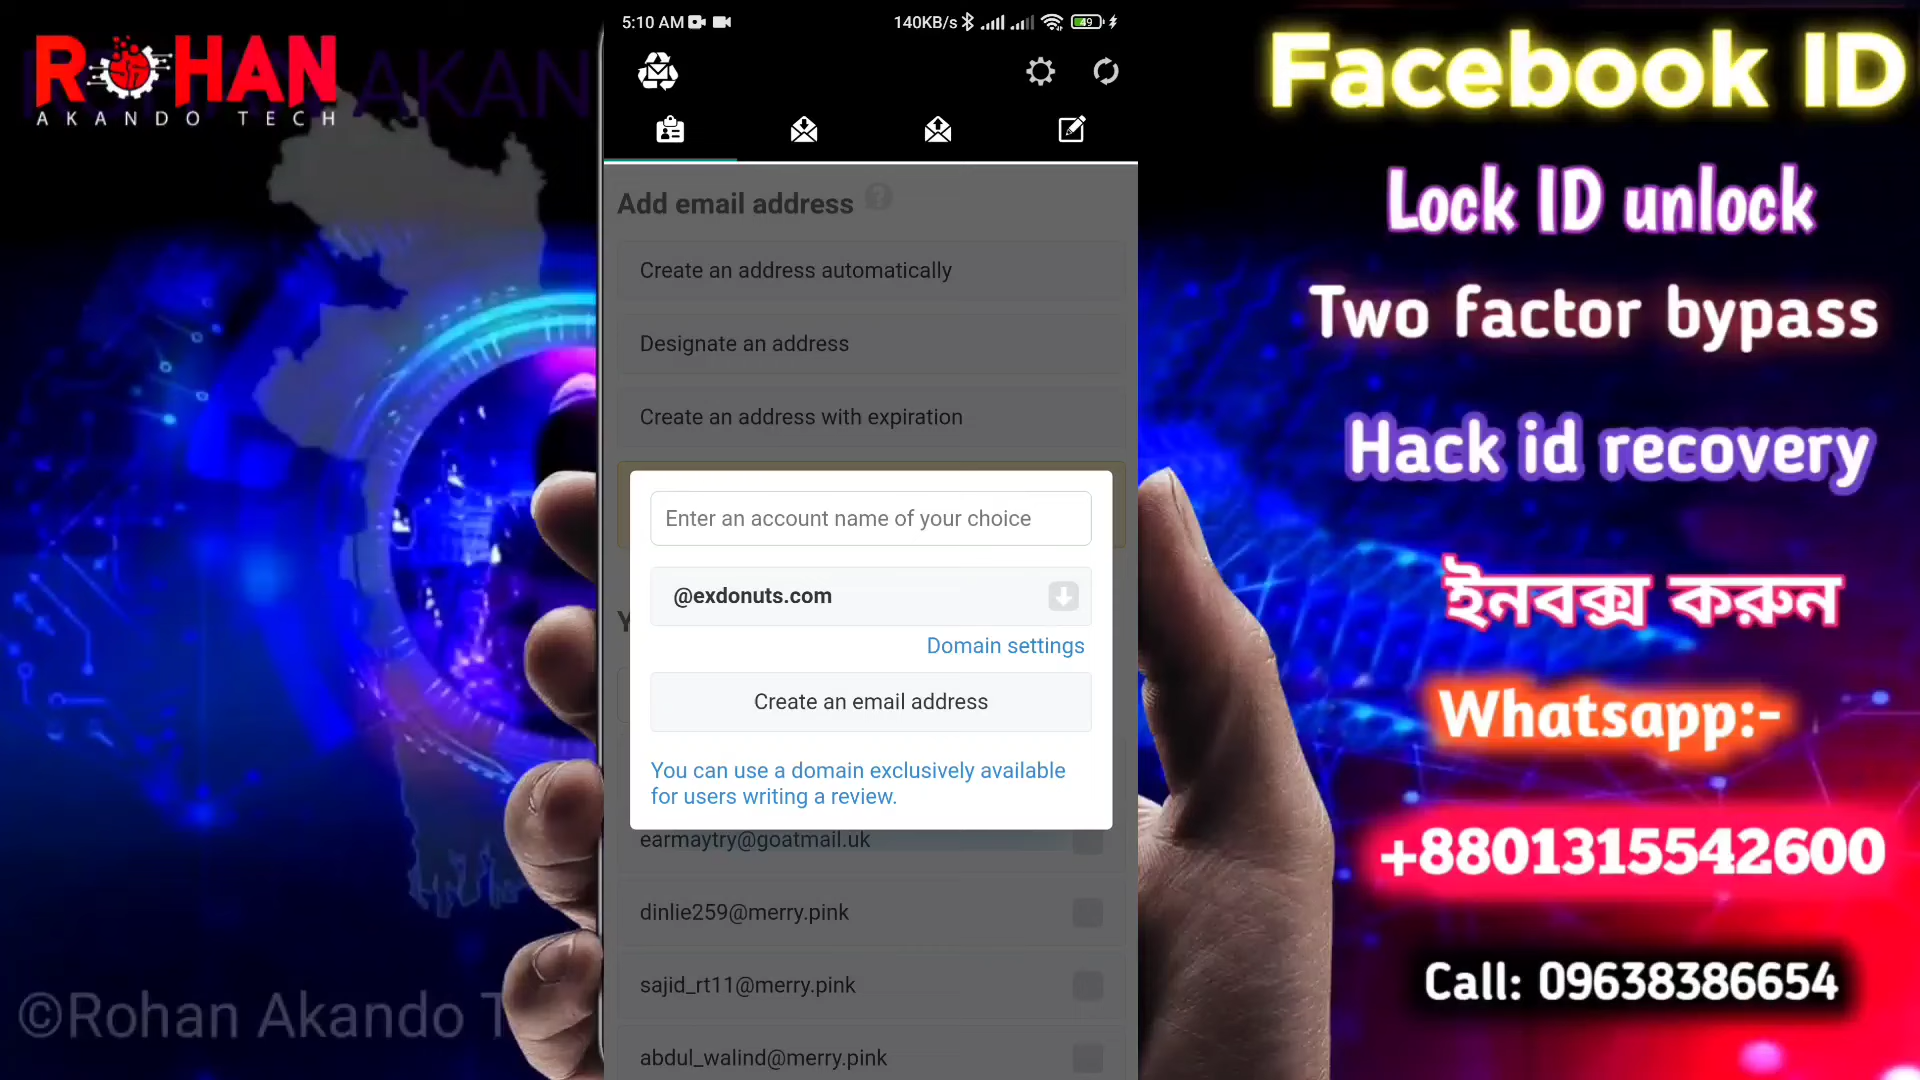 ROHAN
AKANDO TECH
AKAN
5:10 AM
140KB/s
49
Add email address ?
Create an address automatically
Designate an address
Create an address with expiration
Enter an account name of your choice
@exdonuts.com
Domain settings
Create an email address
You can use a domain exclusively available
for users writing a review.
Y
earmaytry@goatmail.uk
dinlie259@merry.pink
sajid_rt11@merry.pink
abdul_walind@merry.pink
©Rohan Akando T
Facebook ID
Lock ID unlock
Two factor bypass
Hack id recovery
ইনবক্স করুন
Whatsapp:-
+8801315542600
Call: 09638386654